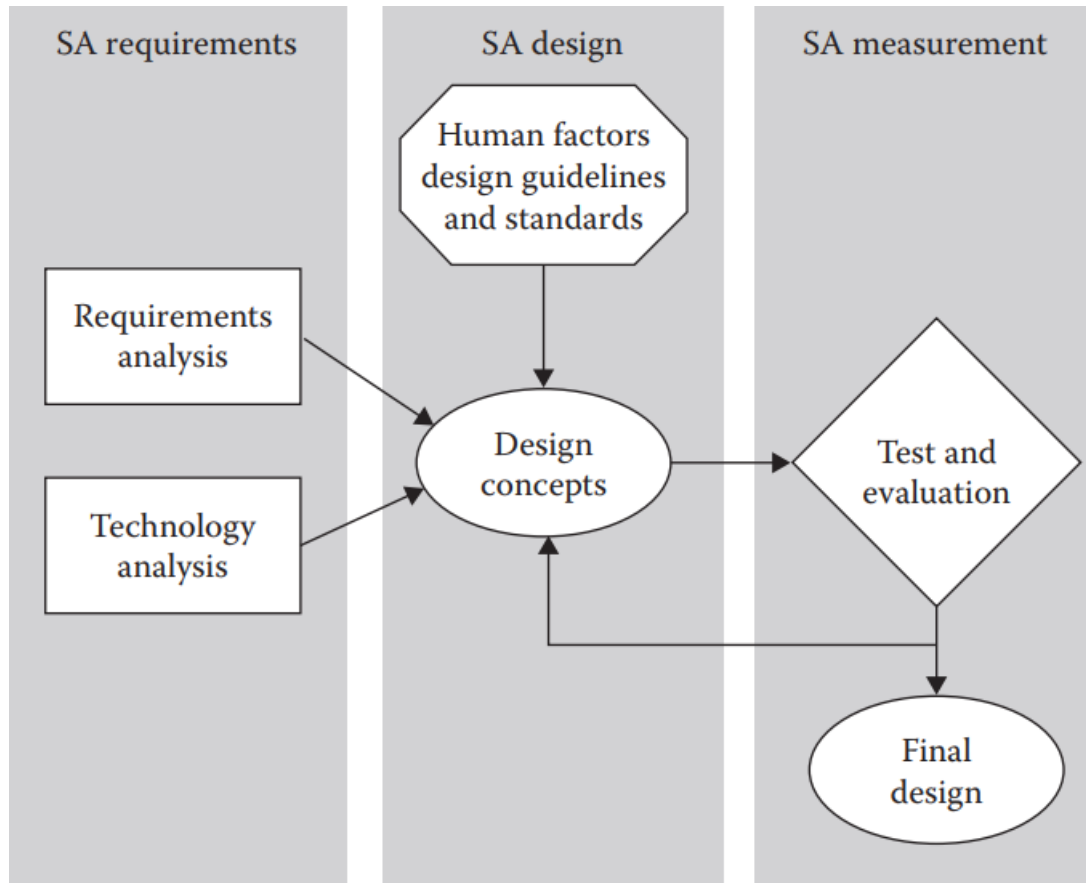 SA requirements
SA design
SA measurement
Human factors
design guidelines
and standards
Requirements
analysis
Technology
analysis
Design
concepts
Test and
evaluation
Final
design